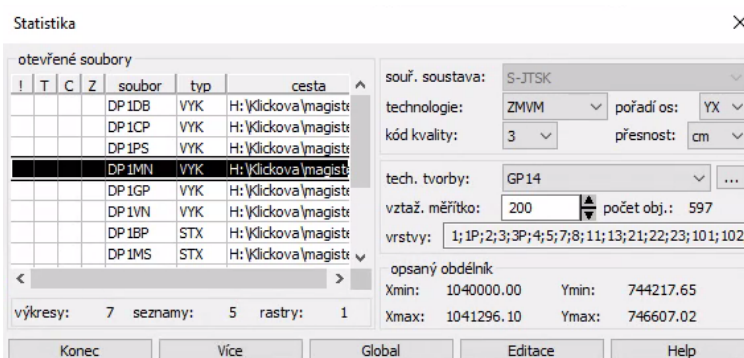 Statistika
otevřené soubory
! T C Z soubor typ cesta
DP1DB VYK H:\Klickova\magiste
DP1CP VYK H:\Klickova\magiste
DP1PS VYK H:\Klickova\magiste
DP1MN VYK H:\Klickova\magiste
DP1GP VYK H:\Klickova\magiste
DP1VN VYK H:\Klickova\magiste
DP1BP STX H:\Klickova\magiste
DP1MS STX H:\Klickova\magiste
výkresy: 7 seznamy: 5 rastry: 1
souř. soustava: S-JTSK
technologie: ZMVM pořadí os: YX
kód kvality: 3 přesnost: cm
tech. tvorby: GP14 ...
vztaž. měřítko: 200 počet obj.: 597
vrstvy: 1;1P;2;3;3P;4;5;7;8;11;13;21;22;23;101;102
opsaný obdélník
Xmin: 1040000.00 Ymin: 744217.65
Xmax: 1041296.10 Ymax: 746607.02
Konec Více Global Editace Help